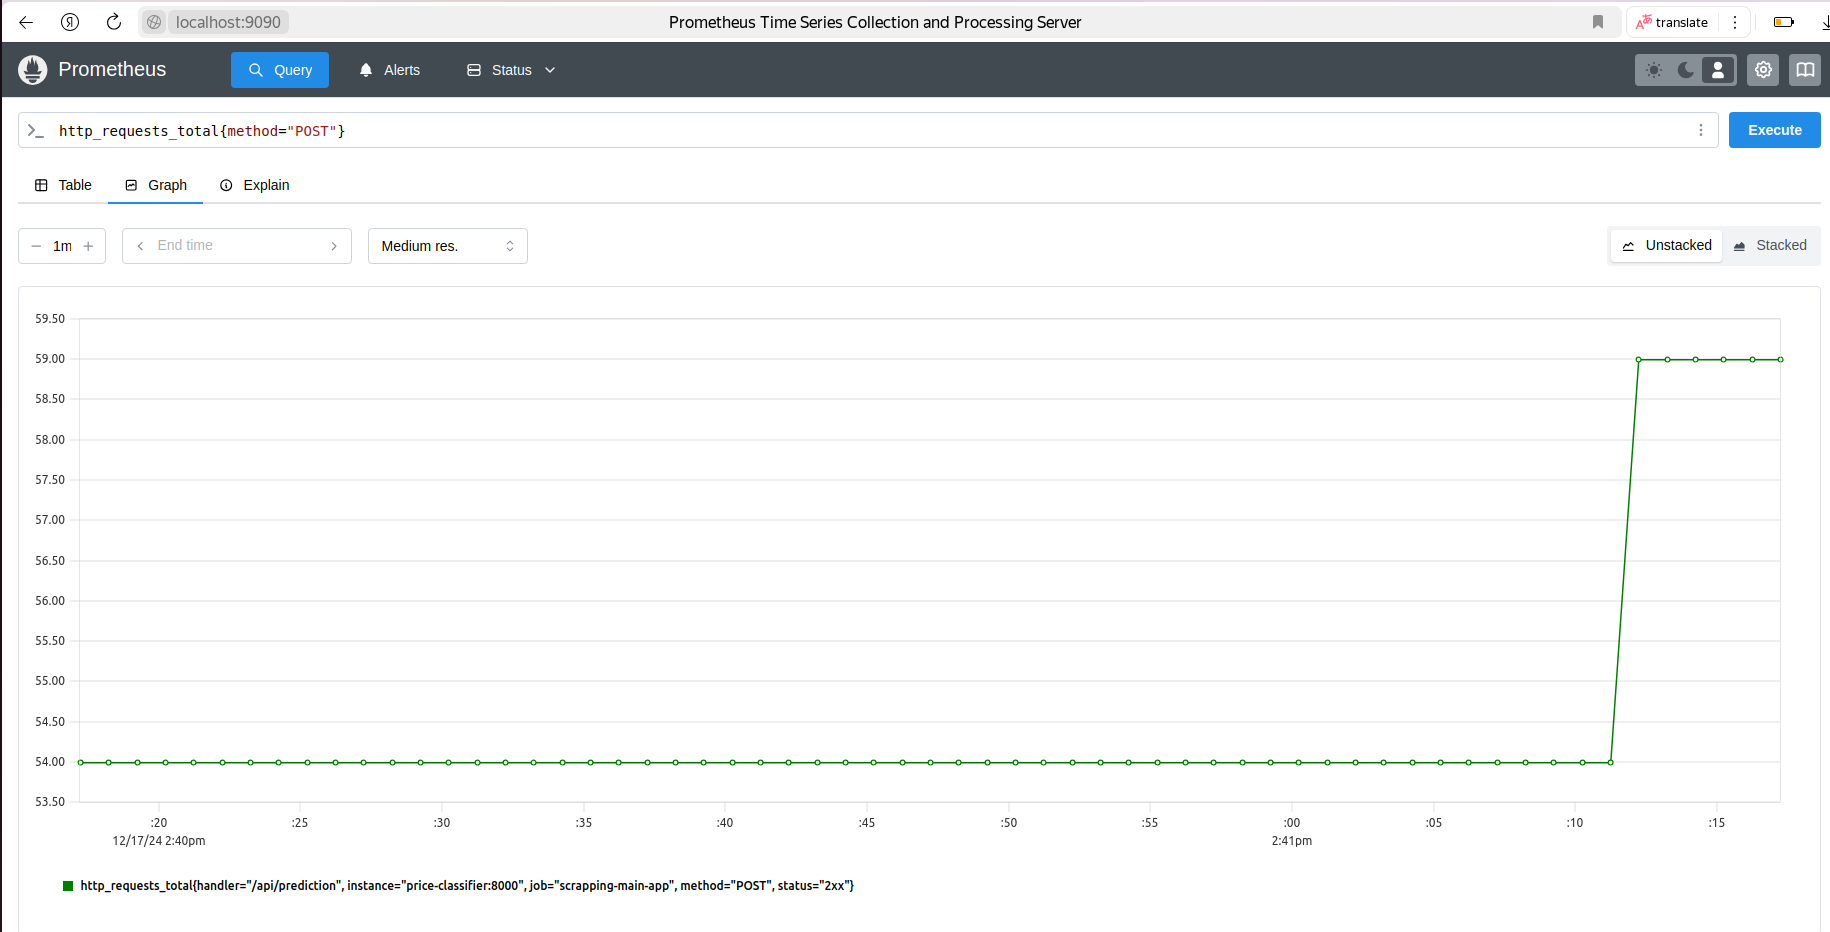 Я localhost:9090 Prometheus Time Series Collection and Processing Server translate
Prometheus Query Alerts Status
http_requests_total{method="POST"} Execute
Table Graph Explain
1m End time Medium res. Unstacked Stacked
59.50
59.00
58.50
58.00
57.50
57.00
56.50
56.00
55.50
55.00
54.50
54.00
53.50
:20 :25 :30 :35 :40 :45 :50 :55 :00 :05 :10 :15
12/17/24 2:40pm 2:41pm
http_requests_total{handler="/api/prediction", instance="price-classifier:8000", job="scrapping-main-app", method="POST", status="2xx"}